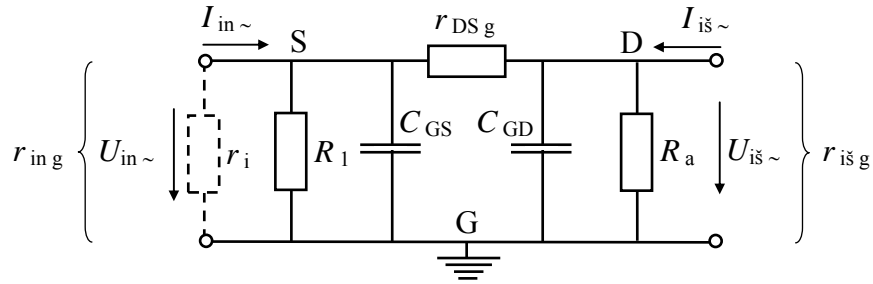 I in ~
S
r DS g
D
I iš ~
r in g
U in ~
r i
R 1
C GS
C GD
R a
U iš ~
r iš g
G